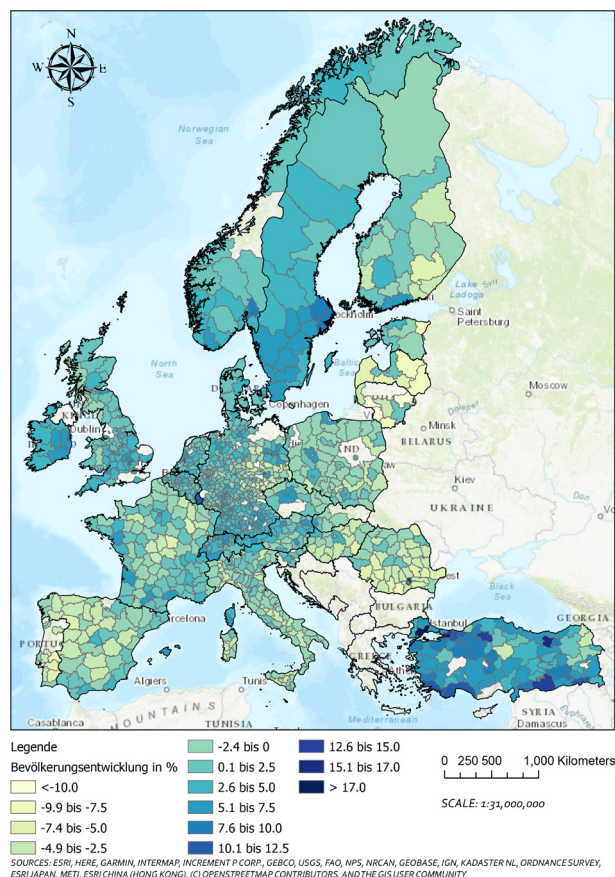 N
W E
S
Norwegian
Sea
Lake
Ladoga
Saint
Petersburg
North
Sea
Baltic
Sea
Moscow
Copenhagen
Dublin
Dnieper
Minsk
BELARUS
Kiev
UKRAINE
Don
Black
Sea
BULGARIA
GEORGIA
Istanbul
Barcelona
PORTU
Algiers
Tunis
SYRIA
Damascus
Euphrates
Casablanca
MOUNTAINS
TUNISIA
Mediterranean
Legende
Bevölkerungsentwicklung in %
<-10.0
-9.9 bis -7.5
-7.4 bis -5.0
-4.9 bis -2.5
-2.4 bis 0
0.1 bis 2.5
2.6 bis 5.0
5.1 bis 7.5
7.6 bis 10.0
10.1 bis 12.5
12.6 bis 15.0
15.1 bis 17.0
> 17.0
0 250 500 1,000 Kilometers
SCALE: 1:31,000,000
SOURCES: ESRI, HERE, GARMIN, INTERMAP, INCREMENT P CORP., GEBCO, USGS, FAO, NPS, NRCAN, GEOBASE, IGN, KADASTER NL, ORDNANCE SURVEY,
ESRI JAPAN, METI, ESRI CHINA (HONG KONG), (C) OPENSTREETMAP CONTRIBUTORS, AND THE GIS USER COMMUNITY